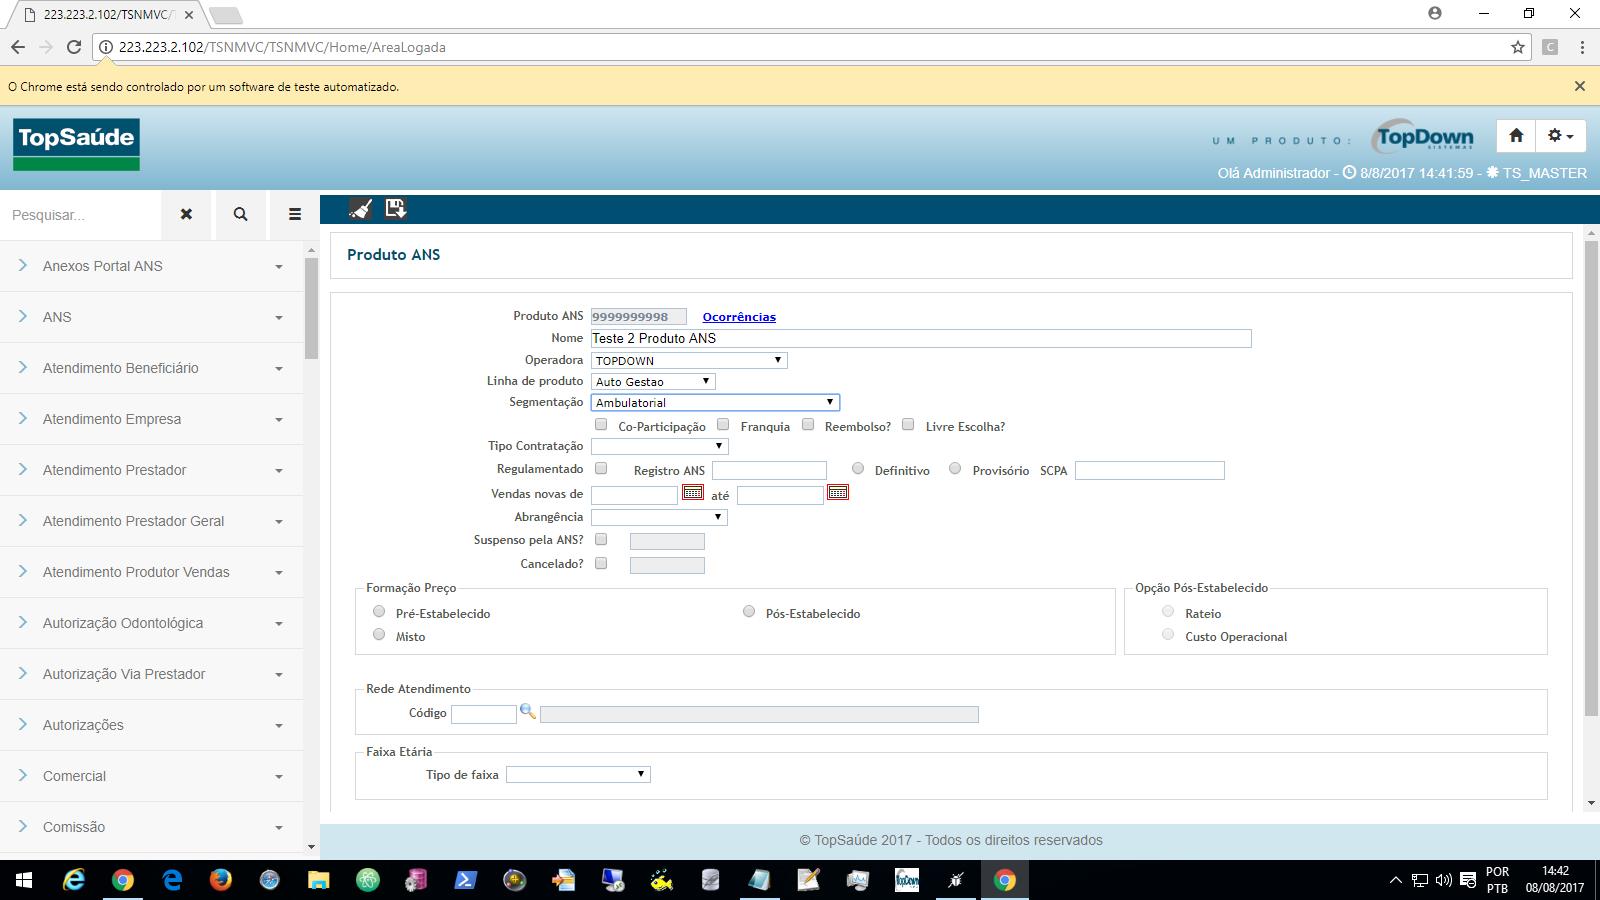 223.223.2.102/TSNMVC/T
223.223.2.102/TSNMVC/TSNMVC/Home/AreaLogada
O Chrome está sendo controlado por um software de teste automatizado.
TopSaúde
UM PRODUTO: TopDown
SISTEMAS
Olá Administrador - 8/8/2017 14:41:59 - TS_MASTER
Pesquisar...
Anexos Portal ANS
ANS
Atendimento Beneficiário
Atendimento Empresa
Atendimento Prestador
Atendimento Prestador Geral
Atendimento Produtor Vendas
Autorização Odontológica
Autorização Via Prestador
Autorizações
Comercial
Comissão
Produto ANS
Produto ANS 9999999998 Ocorrências
Nome Teste 2 Produto ANS
Operadora TOPDOWN
Linha de produto Auto Gestao
Segmentação Ambulatorial
Co-Participação Franquia Reembolso? Livre Escolha?
Tipo Contratação
Regulamentado Registro ANS Definitivo Provisório SCPA
Vendas novas de até
Abrangência
Suspenso pela ANS?
Cancelado?
Formação Preço
Pré-Estabelecido Pós-Estabelecido
Misto
Opção Pós-Estabelecido
Rateio
Custo Operacional
Rede Atendimento
Código
Faixa Etária
Tipo de faixa
© TopSaúde 2017 - Todos os direitos reservados
TopDown
POR
PTB
14:42
08/08/2017